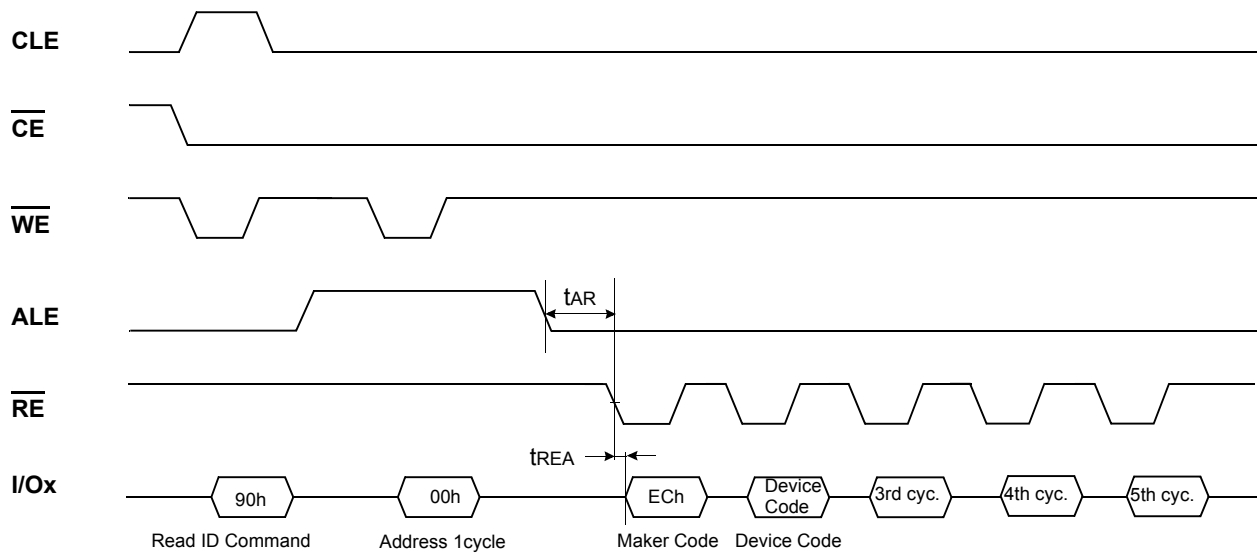 CLE
CE
WE
ALE
tAR
RE
tREA
I/Ox
90h
00h
ECh
Device
Code
3rd cyc.
4th cyc.
5th cyc.
Read ID Command
Address 1cycle
Maker Code
Device Code